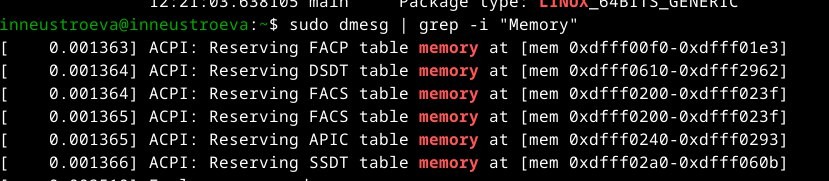 12:21:03.638105 main     Package type: LINUX_64BITS_GENERIC
inneustroeva@inneustroeva:~$ sudo dmesg | grep -i "Memory"
[    0.001363] ACPI: Reserving FACP table memory at [mem 0xdfff00f0-0xdfff01e3]
[    0.001364] ACPI: Reserving DSDT table memory at [mem 0xdfff0610-0xdfff2962]
[    0.001364] ACPI: Reserving FACS table memory at [mem 0xdfff0200-0xdfff023f]
[    0.001365] ACPI: Reserving FACS table memory at [mem 0xdfff0200-0xdfff023f]
[    0.001365] ACPI: Reserving APIC table memory at [mem 0xdfff0240-0xdfff0293]
[    0.001366] ACPI: Reserving SSDT table memory at [mem 0xdfff02a0-0xdfff060b]